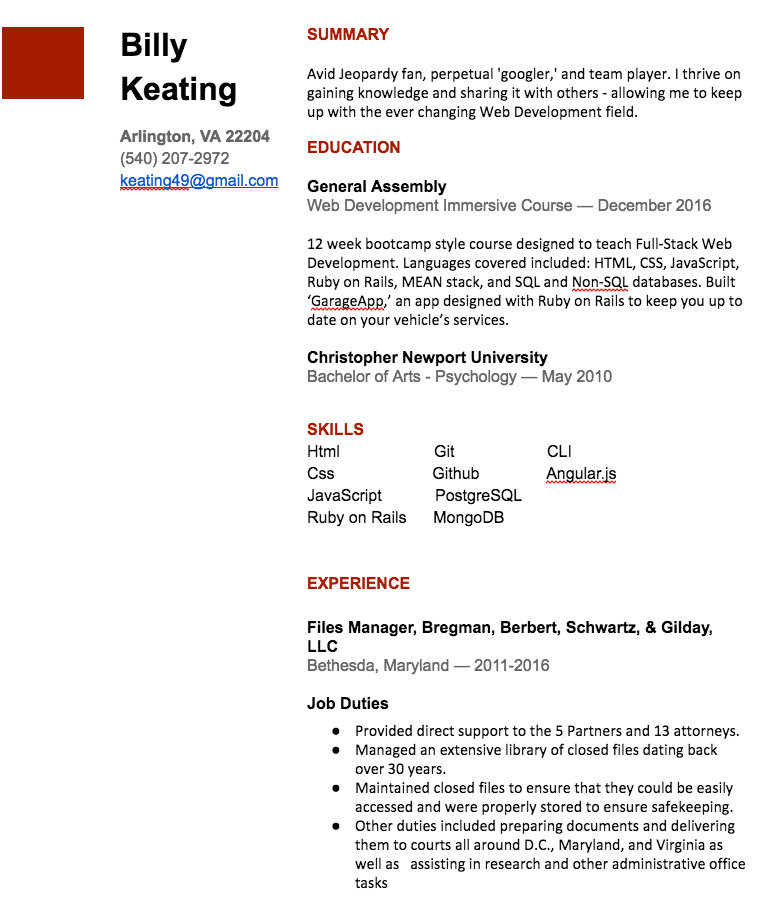 Billy
Keating
Arlington, VA 22204
(540) 207-2972
keating49@gmail.com
SUMMARY
Avid Jeopardy fan, perpetual 'googler,' and team player. I thrive on
gaining knowledge and sharing it with others - allowing me to keep
up with the ever changing Web Development field.
EDUCATION
General Assembly
Web Development Immersive Course — December 2016
12 week bootcamp style course designed to teach Full-Stack Web
Development. Languages covered included: HTML, CSS, JavaScript,
Ruby on Rails, MEAN stack, and SQL and Non-SQL databases. Built
‘GarageApp,’ an app designed with Ruby on Rails to keep you up to
date on your vehicle’s services.
Christopher Newport University
Bachelor of Arts - Psychology — May 2010
SKILLS
Html Git CLI
Css Github Angular.js
JavaScript PostgreSQL
Ruby on Rails MongoDB
EXPERIENCE
Files Manager, Bregman, Berbert, Schwartz, & Gilday,
LLC
Bethesda, Maryland — 2011-2016
Job Duties
● Provided direct support to the 5 Partners and 13 attorneys.
● Managed an extensive library of closed files dating back
over 30 years.
● Maintained closed files to ensure that they could be easily
accessed and were properly stored to ensure safekeeping.
● Other duties included preparing documents and delivering
them to courts all around D.C., Maryland, and Virginia as
well as assisting in research and other administrative office
tasks